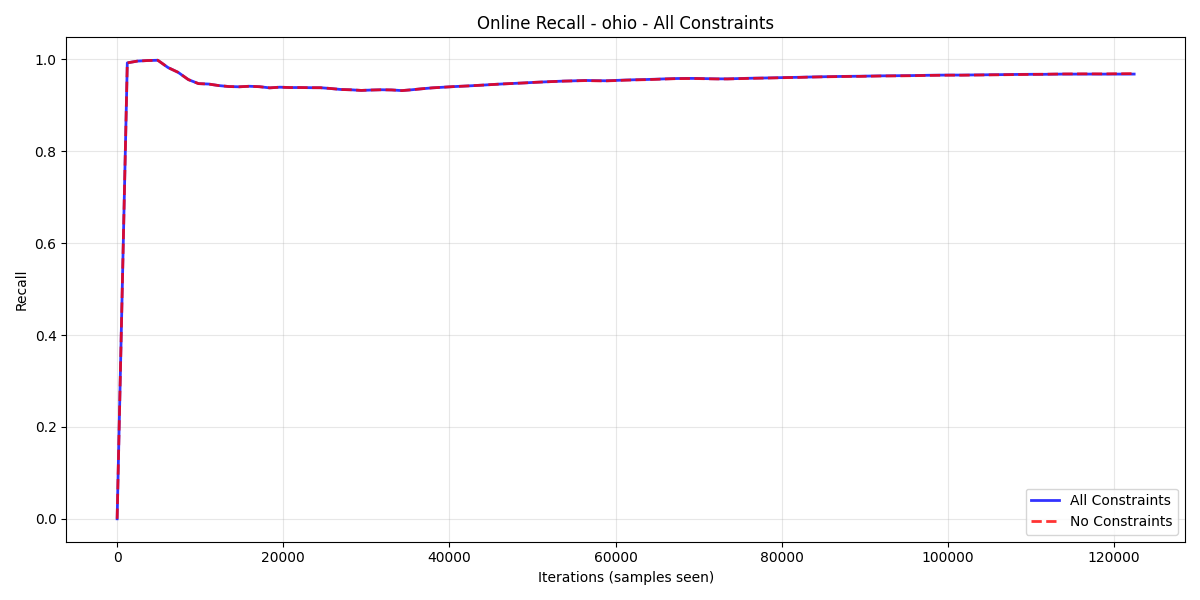 Online Recall - ohio - All Constraints
1.0
0.8
0.6
0.4
0.2
0.0
Recall
0 20000 40000 60000 80000 100000 120000
Iterations (samples seen)
All Constraints
No Constraints